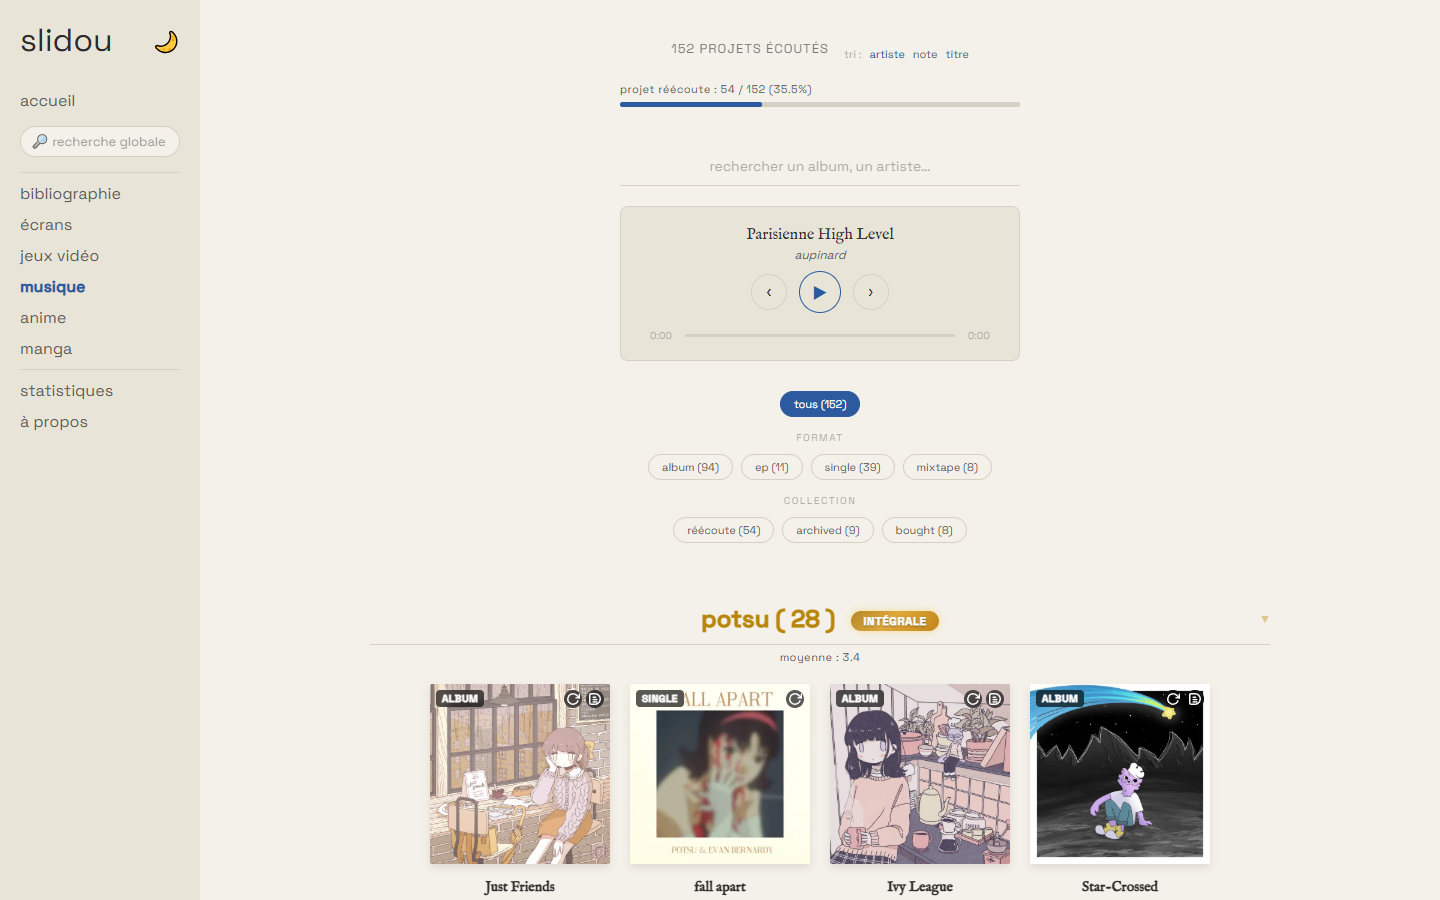 slidou
accueil
recherche globale
bibliographie
écrans
jeux vidéo
musique
anime
manga
statistiques
à propos
152 PROJETS ÉCOUTÉS
tri : artiste note titre
projet réécoute : 54 / 152 (35.5%)
rechercher un album, un artiste...
Parisienne High Level
aupinard
‹ ▶ ›
0:00 0:00
tous (152)
FORMAT
album (94) ep (11) single (39) mixtape (8)
COLLECTION
réécoute (54) archived (9) bought (8)
potsu ( 28 ) INTÉGRALE ▼
moyenne : 3.4
ALBUM
SINGLE
ALL APART
POTSU & EVAN BERNARDY
ALBUM
ALBUM
Just Friends
fall apart
Ivy League
Star-Crossed